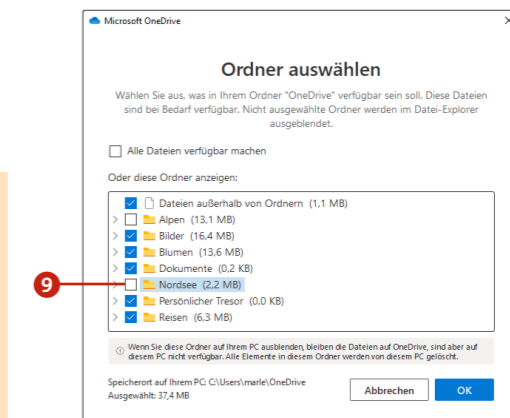 Microsoft OneDrive
Ordner auswählen
Wählen Sie aus, was in Ihrem Ordner "OneDrive" verfügbar sein soll. Diese Dateien
sind bei Bedarf verfügbar. Nicht ausgewählte Ordner werden im Datei-Explorer
ausgeblendet.
Alle Dateien verfügbar machen
Oder diese Ordner anzeigen:
Dateien außerhalb von Ordnern (1,1 MB)
Alpen (13,1 MB)
Bilder (16,4 MB)
Blumen (13,6 MB)
Dokumente (0,2 KB)
9 Nordsee (2,2 MB)
Persönlicher Tresor (0,0 KB)
Reisen (6,3 MB)
Wenn Sie diese Ordner auf Ihrem PC ausblenden, bleiben die Dateien auf OneDrive, sind aber auf
diesem PC nicht verfügbar. Alle Elemente in diesem Ordner werden von diesem PC gelöscht.
Speicherort auf Ihrem PC: C:\Users\marle\OneDrive
Ausgewählt: 37,4 MB
Abbrechen OK